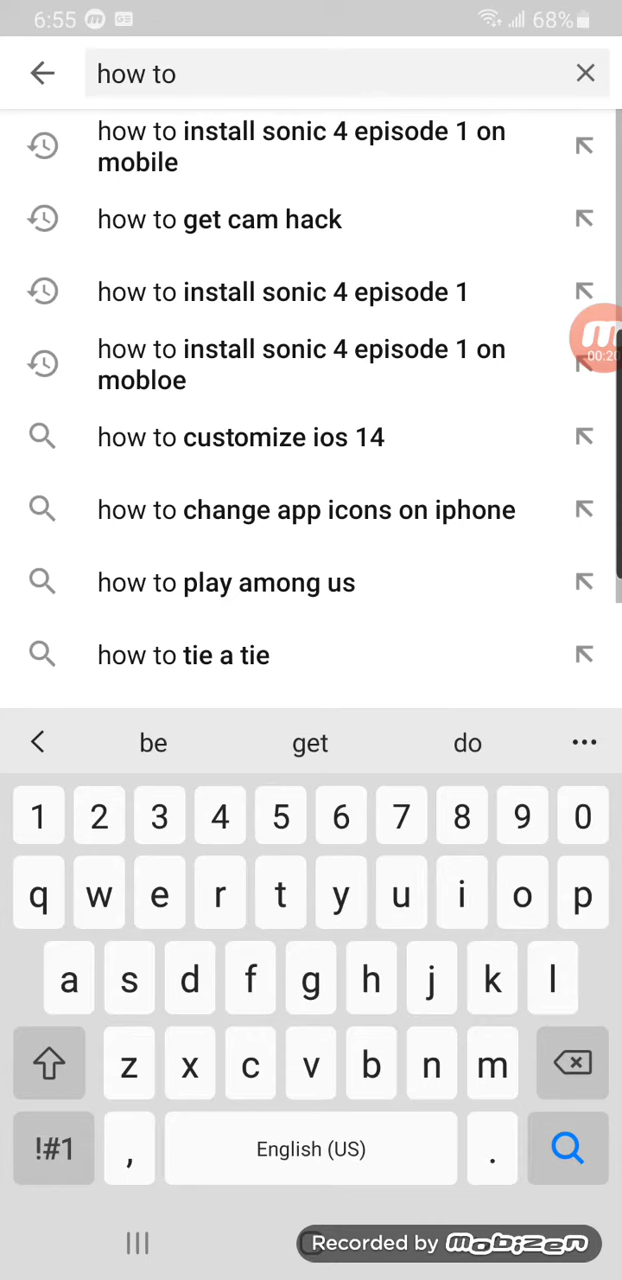 6:55 68%
how to
how to install sonic 4 episode 1 on
mobile
how to get cam hack
how to install sonic 4 episode 1
how to install sonic 4 episode 1 on
mobloe
00:20
how to customize ios 14
how to change app icons on iphone
how to play among us
how to tie a tie
be get do
1 2 3 4 5 6 7 8 9 0
q w e r t y u i o p
a s d f g h j k l
z x c v b n m
!#1 , English (US) .
Recorded by mobizen